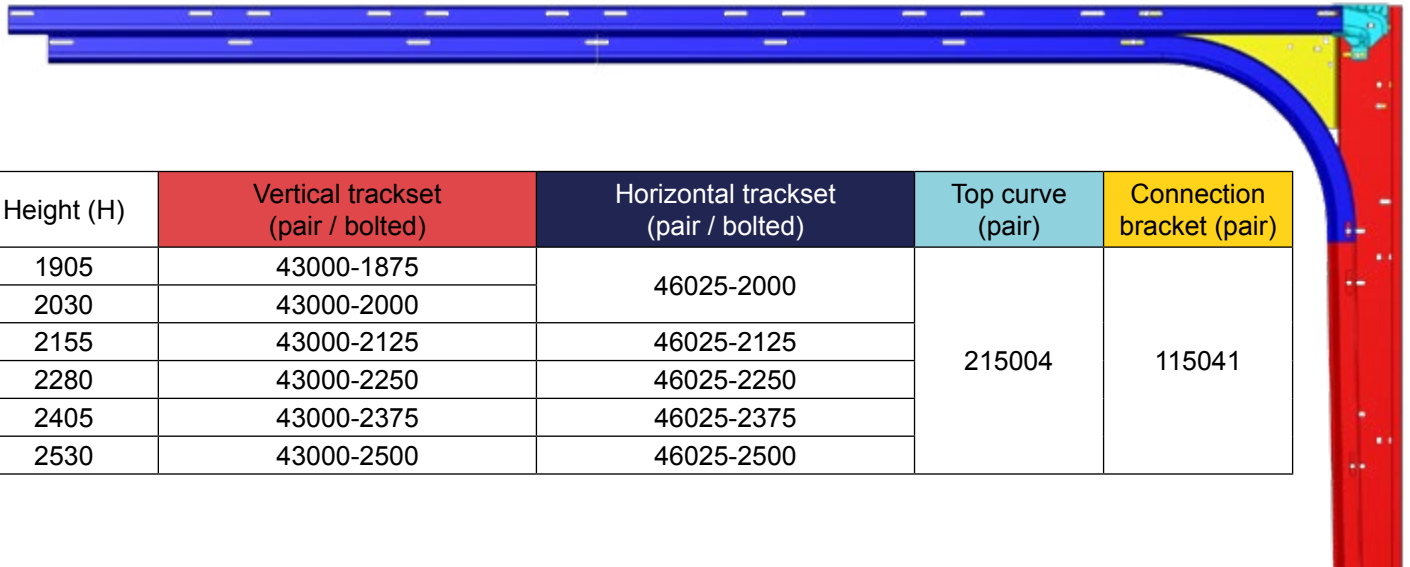 Height (H)
Vertical trackset
(pair / bolted)
Horizontal trackset
(pair / bolted)
Top curve
(pair)
Connection
bracket (pair)
1905
43000-1875
46025-2000
215004
115041
2030
43000-2000
2155
43000-2125
46025-2125
2280
43000-2250
46025-2250
2405
43000-2375
46025-2375
2530
43000-2500
46025-2500